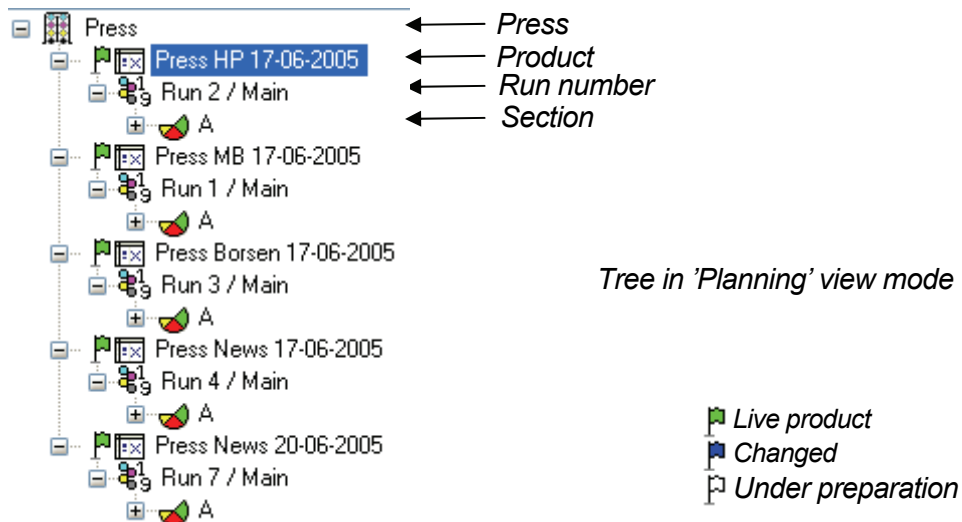 Press
Press
Press HP 17-06-2005
Product
Run 2 / Main
Run number
A
Section
Press MB 17-06-2005
Run 1 / Main
A
Press Borsen 17-06-2005
Run 3 / Main
Tree in ’Planning’ view mode
A
Press News 17-06-2005
Run 4 / Main
A
Live product
Press News 20-06-2005
Changed
Run 7 / Main
Under preparation
A